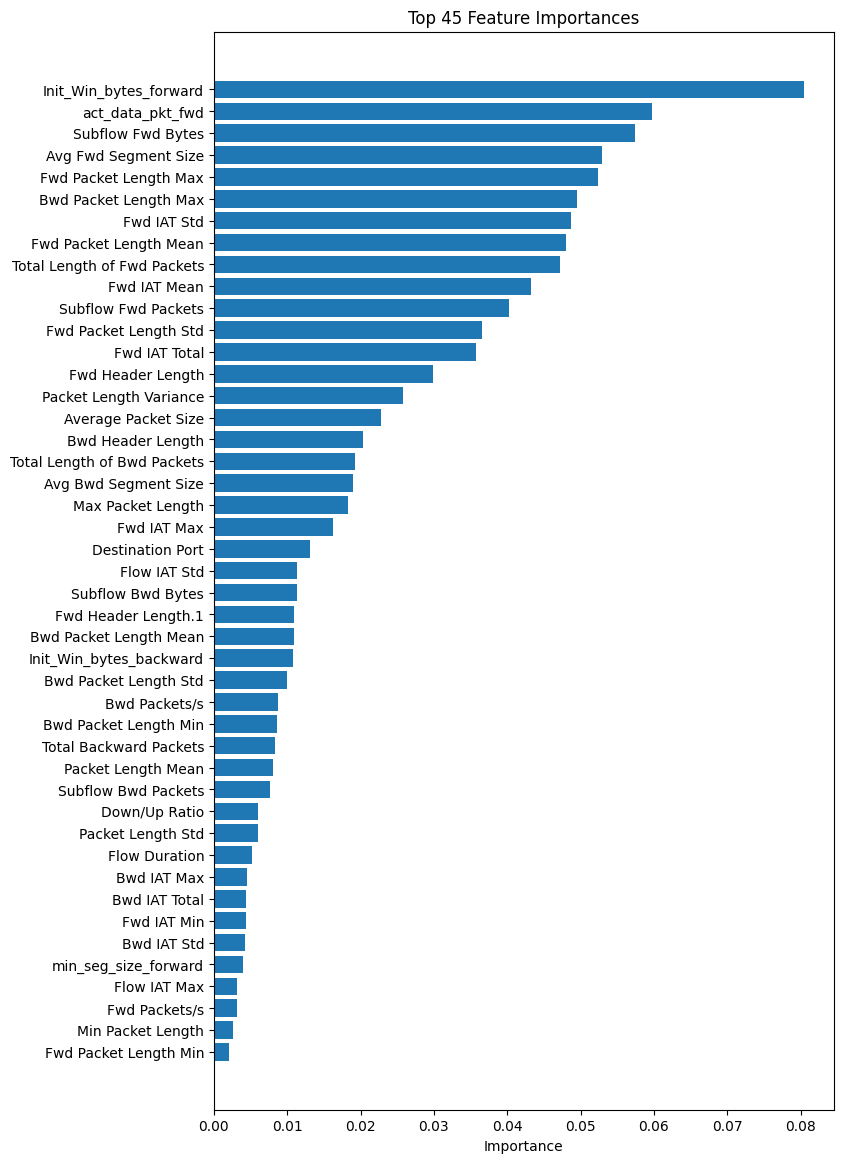 Top 45 Feature Importances
Init_Win_bytes_forward
act_data_pkt_fwd
Subflow Fwd Bytes
Avg Fwd Segment Size
Fwd Packet Length Max
Bwd Packet Length Max
Fwd IAT Std
Fwd Packet Length Mean
Total Length of Fwd Packets
Fwd IAT Mean
Subflow Fwd Packets
Fwd Packet Length Std
Fwd IAT Total
Fwd Header Length
Packet Length Variance
Average Packet Size
Bwd Header Length
Total Length of Bwd Packets
Avg Bwd Segment Size
Max Packet Length
Fwd IAT Max
Destination Port
Flow IAT Std
Subflow Bwd Bytes
Fwd Header Length.1
Bwd Packet Length Mean
Init_Win_bytes_backward
Bwd Packet Length Std
Bwd Packets/s
Bwd Packet Length Min
Total Backward Packets
Packet Length Mean
Subflow Bwd Packets
Down/Up Ratio
Packet Length Std
Flow Duration
Bwd IAT Max
Bwd IAT Total
Fwd IAT Min
Bwd IAT Std
min_seg_size_forward
Flow IAT Max
Fwd Packets/s
Min Packet Length
Fwd Packet Length Min
0.00 0.01 0.02 0.03 0.04 0.05 0.06 0.07 0.08
Importance